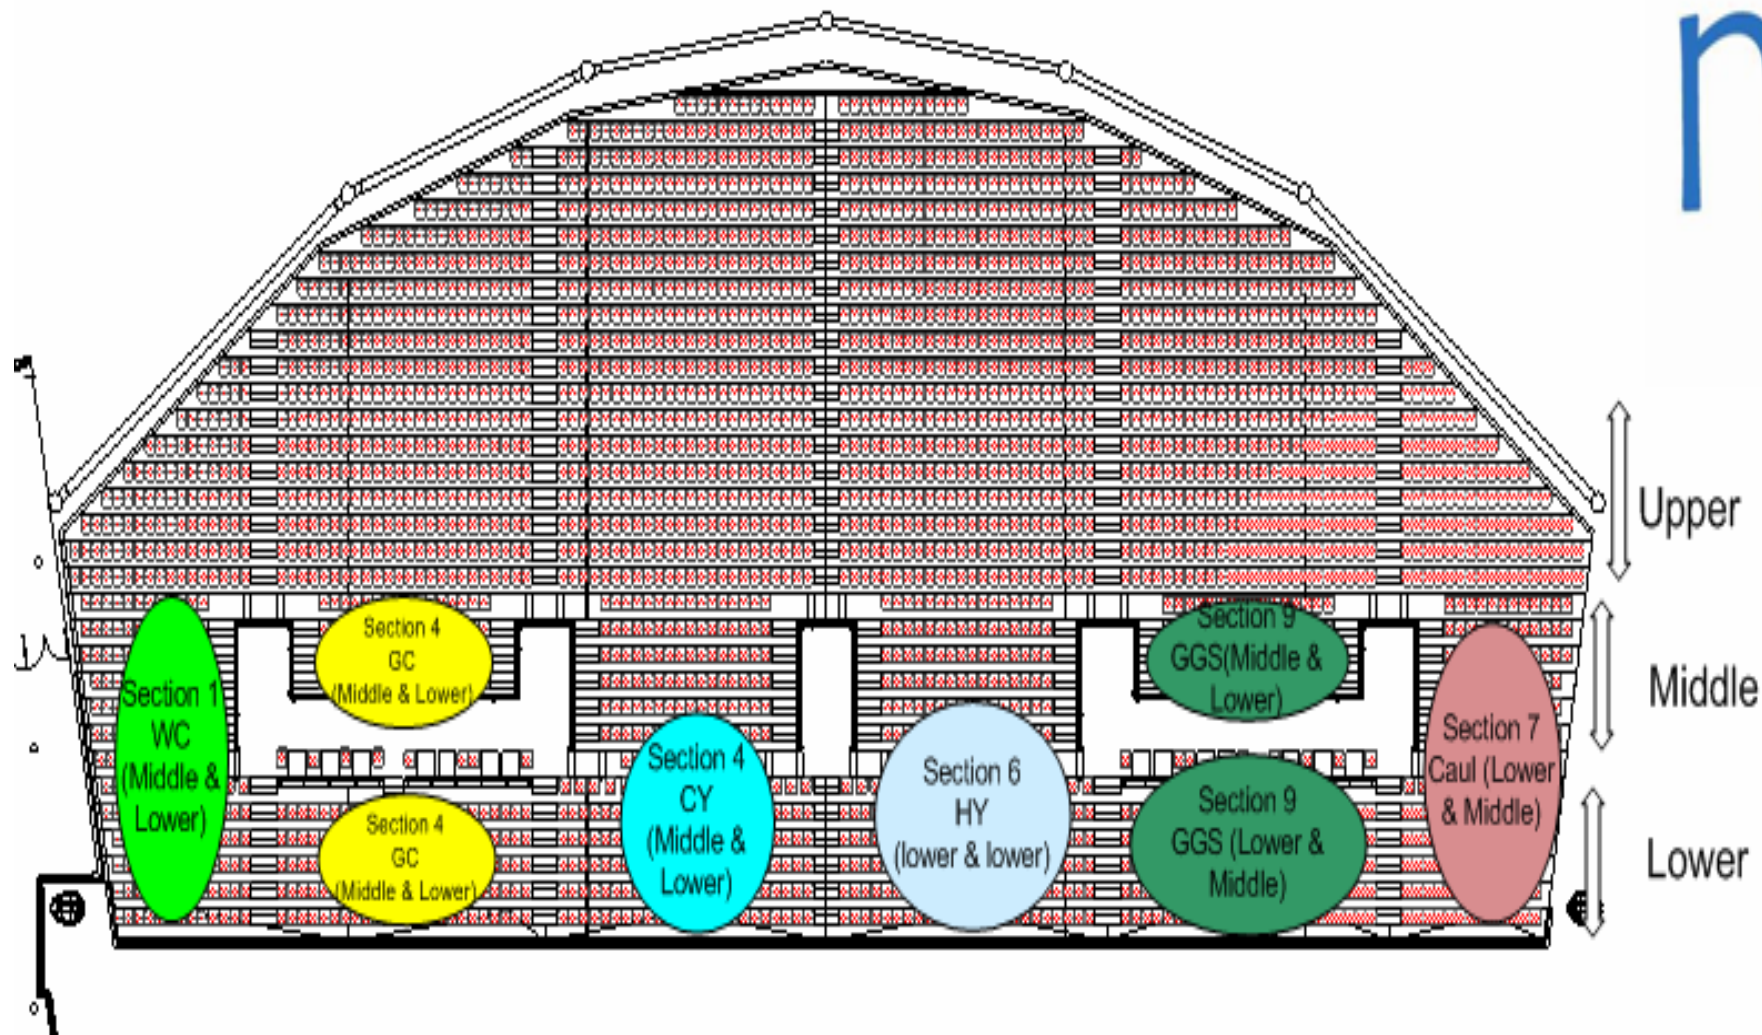 n
Upper
Middle
Lower
Section 1
WC
(Middle &
Lower)
Section 4
GC
(Middle & Lower)
Section 4
GC
(Middle & Lower)
Section 4
CY
(Middle &
Lower)
Section 6
HY
(lower & lower)
Section 9
GGS(Middle &
Lower)
Section 9
GGS (Lower &
Middle)
Section 7
Caul (Lower
& Middle)